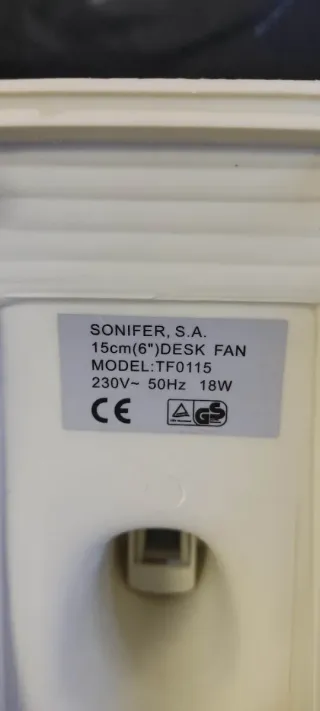 SONIFER, S.A.
15cm(6")DESK FAN
MODEL:TF0115
230V~ 50Hz 18W
CE GS